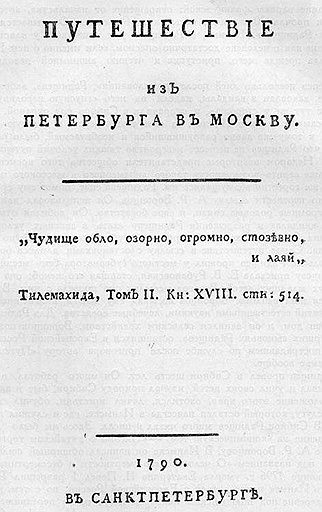 ПУТЕШЕСТВІЕ
ИЗЪ
ПЕТЕРБУРГА ВЪ МОСКВУ.
„Чудище обло, озорно, огромно, стозѣвно,
и лаяй„
Тилемахида, Томъ II. Кн: XVIII. сти: 514.
1790.
ВЪ САНКТПЕТЕРБУРГѢ.